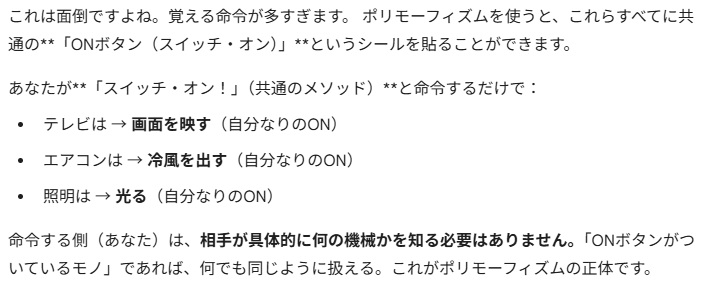 これは面倒ですよね。覚える命令が多すぎます。 ポリモーフィズムを使うと、これらすべてに共
通の**「ONボタン（スイッチ・オン）」**というシールを貼ることができます。
あなたが**「スイッチ・オン！」（共通のメソッド）**と命令するだけで：
• テレビは → 画面を映す（自分なりのON）
• エアコンは → 冷風を出す（自分なりのON）
• 照明は → 光る（自分なりのON）
命令する側（あなた）は、相手が具体的に何の機械かを知る必要はありません。「ONボタンがつ
いているモノ」であれば、何でも同じように扱える。これがポリモーフィズムの正体です。